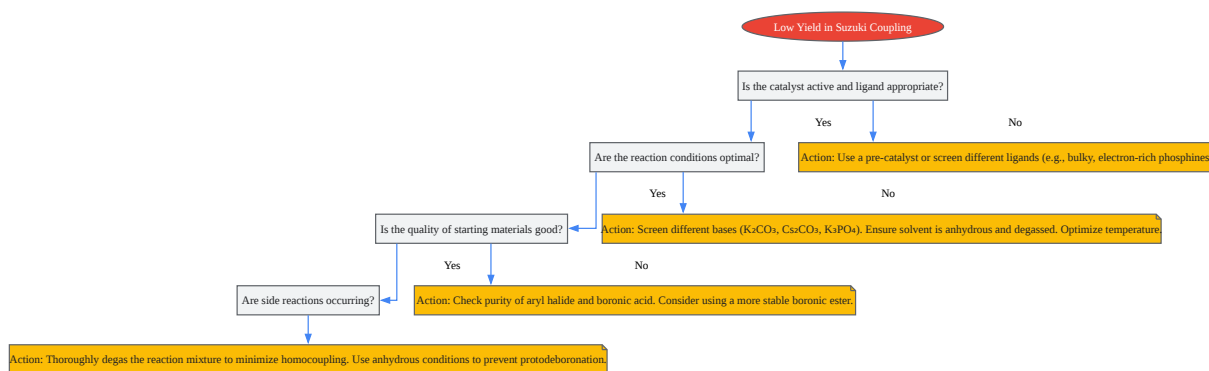 Low Yield in Suzuki Coupling
Is the catalyst active and ligand appropriate?
Yes
No
Are the reaction conditions optimal?
Action: Use a pre-catalyst or screen different ligands (e.g., bulky, electron-rich phosphines
Yes
No
Is the quality of starting materials good?
Action: Screen different bases (K₂CO₃, Cs₂CO₃, K₃PO₄). Ensure solvent is anhydrous and degassed. Optimize temperature.
Yes
No
Are side reactions occurring?
Action: Check purity of aryl halide and boronic acid. Consider using a more stable boronic ester.
Action: Thoroughly degas the reaction mixture to minimize homocoupling. Use anhydrous conditions to prevent protodeboronation.